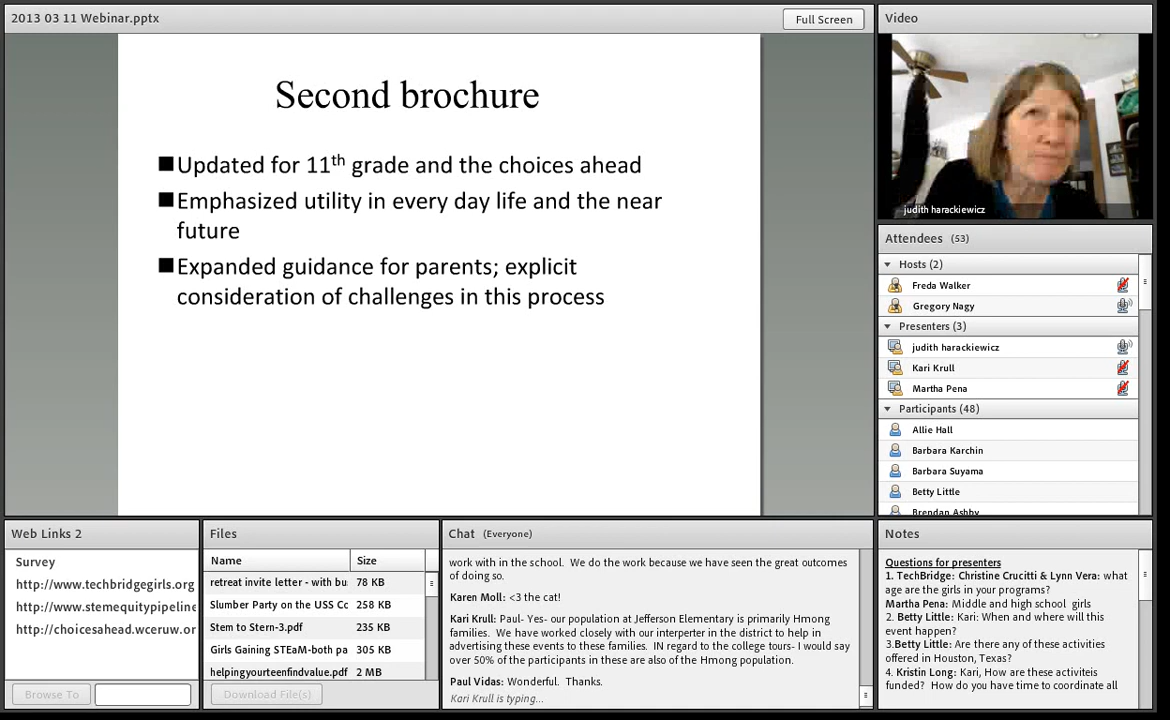 2013 03 11 Webinar.pptx
Full Screen
Second brochure
■Updated for 11th grade and the choices ahead
■Emphasized utility in every day life and the near
future
■Expanded guidance for parents; explicit
consideration of challenges in this process
Video
judith harackiewicz
Attendees (53)
Hosts (2)
Freda Walker
Gregory Nagy
Presenters (3)
judith harackiewicz
Kari Krull
Martha Pena
Participants (48)
Allie Hall
Barbara Karchin
Barbara Suyama
Betty Little
Brendan Ashby
Web Links 2
Survey
http://www.techbridgegirls.org
http://www.stemequitypipeline
http://choicesahead.wceruw.or
Browse To
Files
Name Size
retreat invite letter - with bu 78 KB
Slumber Party on the USS Co 258 KB
Stem to Stern-3.pdf 235 KB
Girls Gaining STEaM-both pa 305 KB
helpingyourteenfindvalue.pdf 2 MB
Download File(s)
Chat (Everyone)
work with in the school. We do the work because we have seen the great outcomes
of doing so.
Karen Moll: <3 the cat!
Kari Krull: Paul- Yes- our population at Jefferson Elementary is primarily Hmong
families. We have worked closely with our interperter in the district to help in
advertising these events to these families. IN regard to the college tours- I would say
over 50% of the participants in these are also of the Hmong population.
Paul Vidas: Wonderful. Thanks.
Kari Krull is typing...
Notes
Questions for presenters
1. TechBridge: Christine Crucitti & Lynn Vera: what
age are the girls in your programs?
Martha Pena: Middle and high school girls
2. Betty Little: Kari: When and where will this
event happen?
3.Betty Little: Are there any of these activities
offered in Houston, Texas?
4. Kristin Long: Kari, How are these activiteis
funded? How do you have time to coordinate all